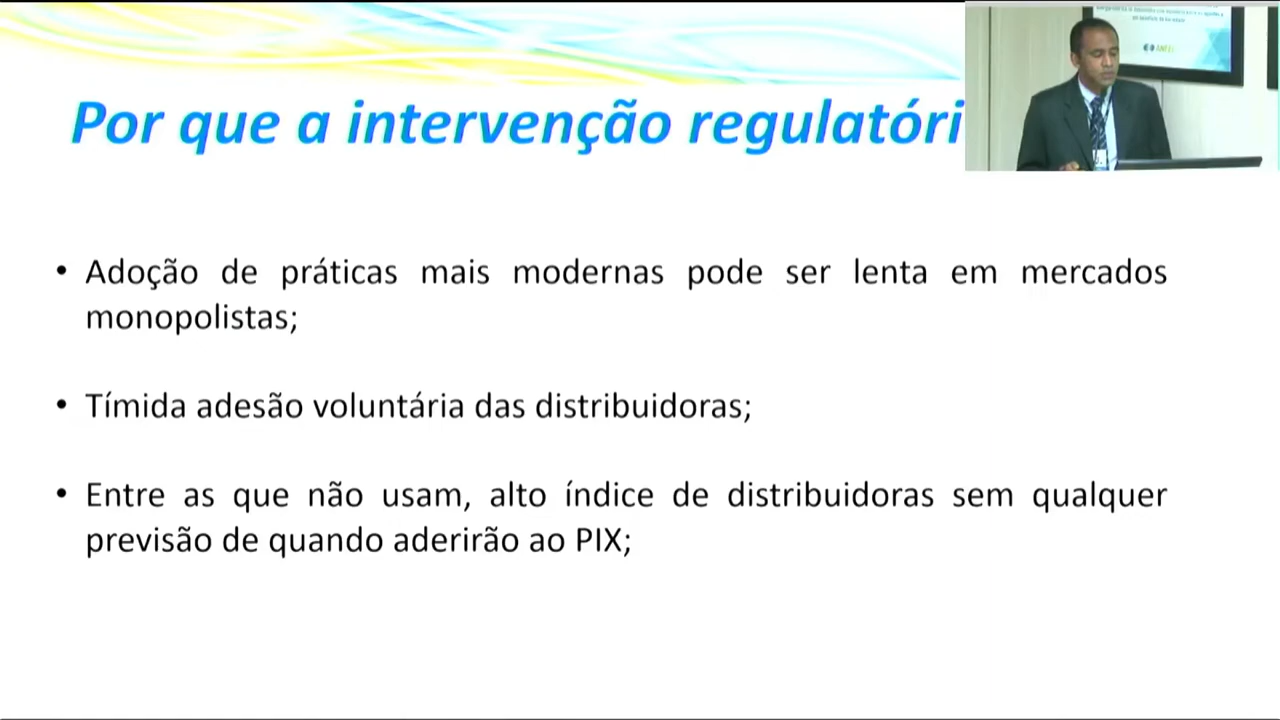 Por que a intervenção regulatóri
• Adoção de práticas mais modernas pode ser lenta em mercados
monopolistas;
• Tímida adesão voluntária das distribuidoras;
• Entre as que não usam, alto índice de distribuidoras sem qualquer
previsão de quando aderirão ao PIX;